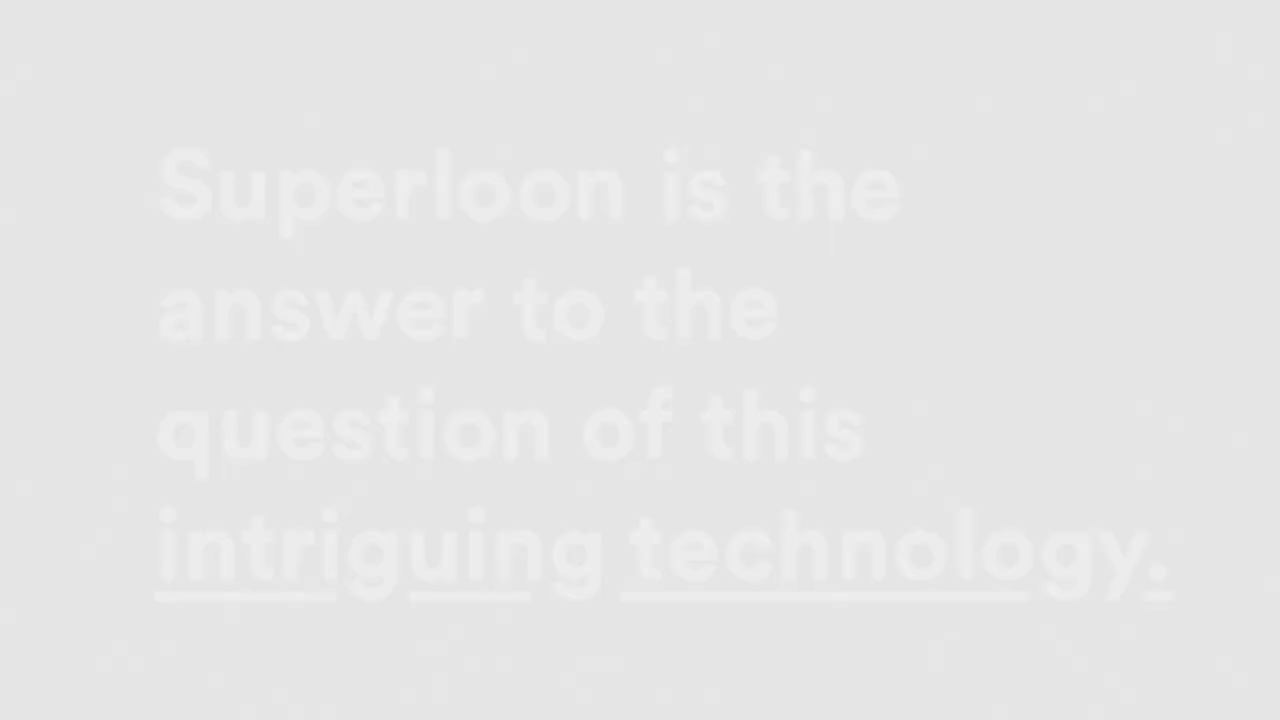 Superloon is the
answer to the
question of this
intriguing technology.